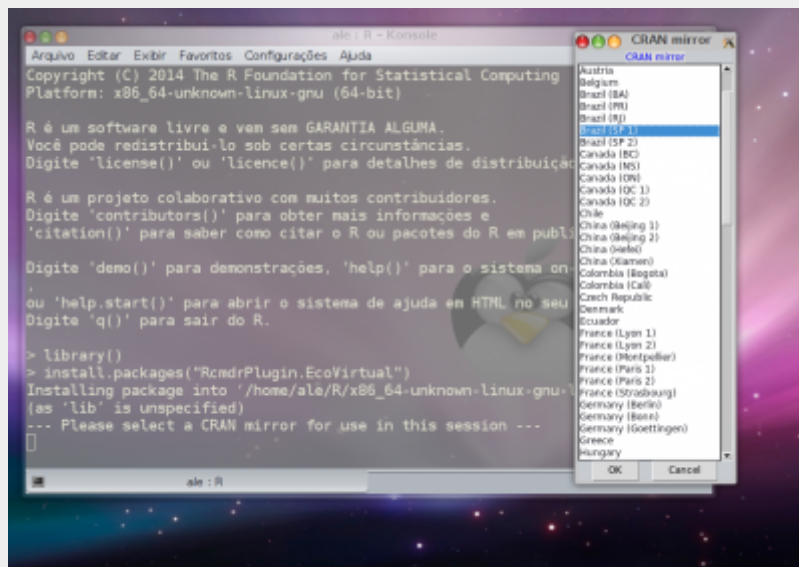 ale : R – Konsole
Arquivo Editar Exibir Favoritos Configurações Ajuda
Copyright (C) 2014 The R Foundation for Statistical Computing
Platform: x86_64-unknown-linux-gnu (64-bit)
R é um software livre e vem sem GARANTIA ALGUMA.
Você pode redistribuí-lo sob certas circunstâncias.
Digite 'license()' ou 'licence()' para detalhes de distribuição
R é um projeto colaborativo com muitos contribuidores.
Digite 'contributors()' para obter mais informações e
'citation()' para saber como citar o R ou pacotes do R em publi
Digite 'demo()' para demonstrações, 'help()' para o sistema on-
.
ou 'help.start()' para abrir o sistema de ajuda em HTML no seu
Digite 'q()' para sair do R.
> library()
> install.packages("RcmdrPlugin.EcoVirtual")
Installing package into '/home/ale/R/x86_64-unknown-linux-gnu-l
(as 'lib' is unspecified)
--- Please select a CRAN mirror for use in this session ---
ale : R
CRAN mirror
CRAN mirror
Austria
Belgium
Brazil (BA)
Brazil (PR)
Brazil (RJ)
Brazil (SP 1)
Brazil (SP 2)
Canada (BC)
Canada (NS)
Canada (ON)
Canada (QC 1)
Canada (QC 2)
Chile
China (Beijing 1)
China (Beijing 2)
China (Hefei)
China (Xiamen)
Colombia (Bogota)
Colombia (Cali)
Czech Republic
Denmark
Ecuador
France (Lyon 1)
France (Lyon 2)
France (Montpellier)
France (Paris 1)
France (Paris 2)
France (Strasbourg)
Germany (Berlin)
Germany (Bonn)
Germany (Goettingen)
Greece
Hungary
OK Cancel